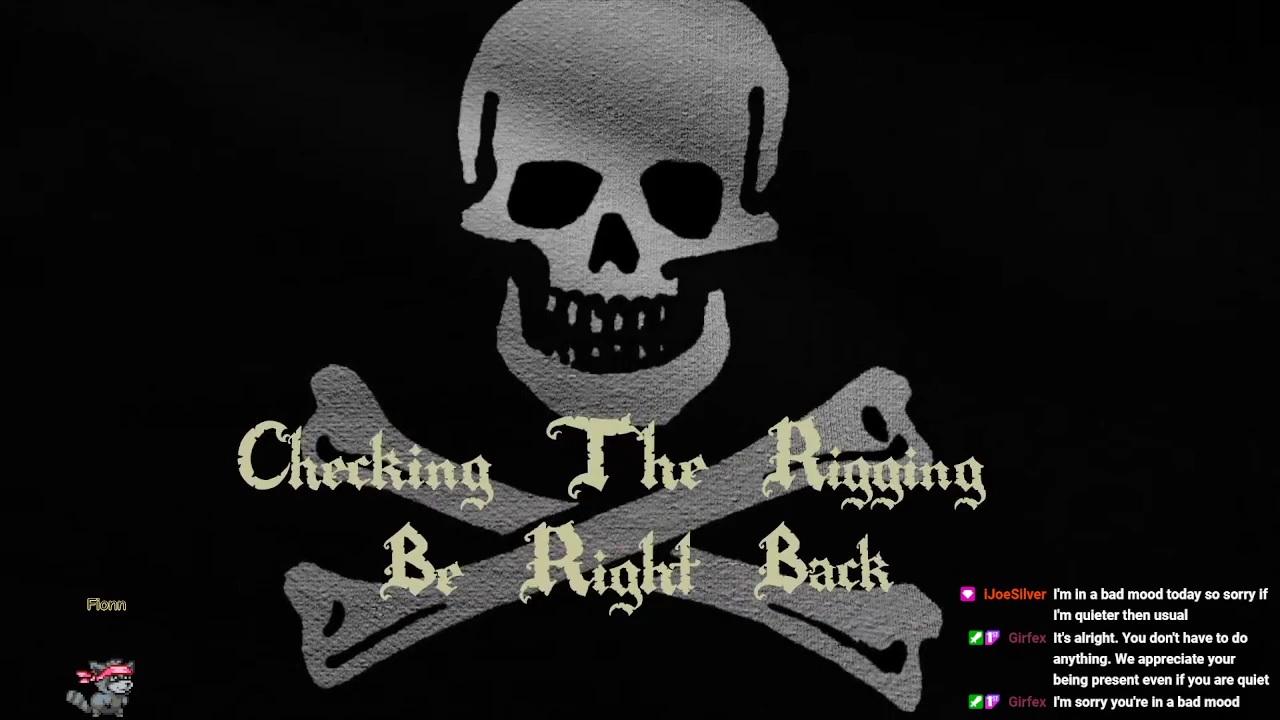 Checking The Rigging
Be Right Back
Fionn
iJoeSilver I'm in a bad mood today so sorry if
I'm quieter then usual
Girfex It's alright. You don't have to do
anything. We appreciate your
being present even if you are quiet
Girfex I'm sorry you're in a bad mood